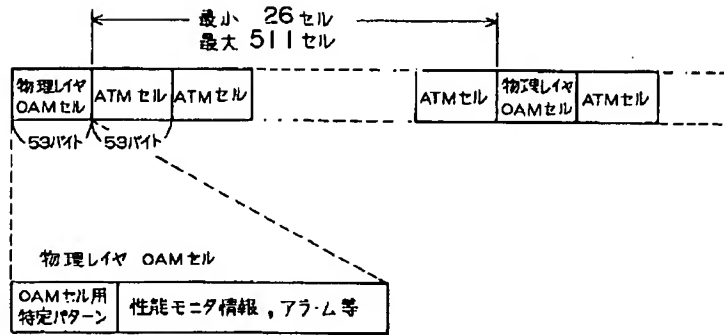 最小 26セル
最大 511セル
物理レイヤ
OAMセル
ATMセル
ATMセル
ATMセル
物理レイヤ
OAMセル
ATMセル
53バイト
53バイト
物理レイヤ OAMセル
OAMセル用
特定パターン
性能モニタ情報,アラーム等